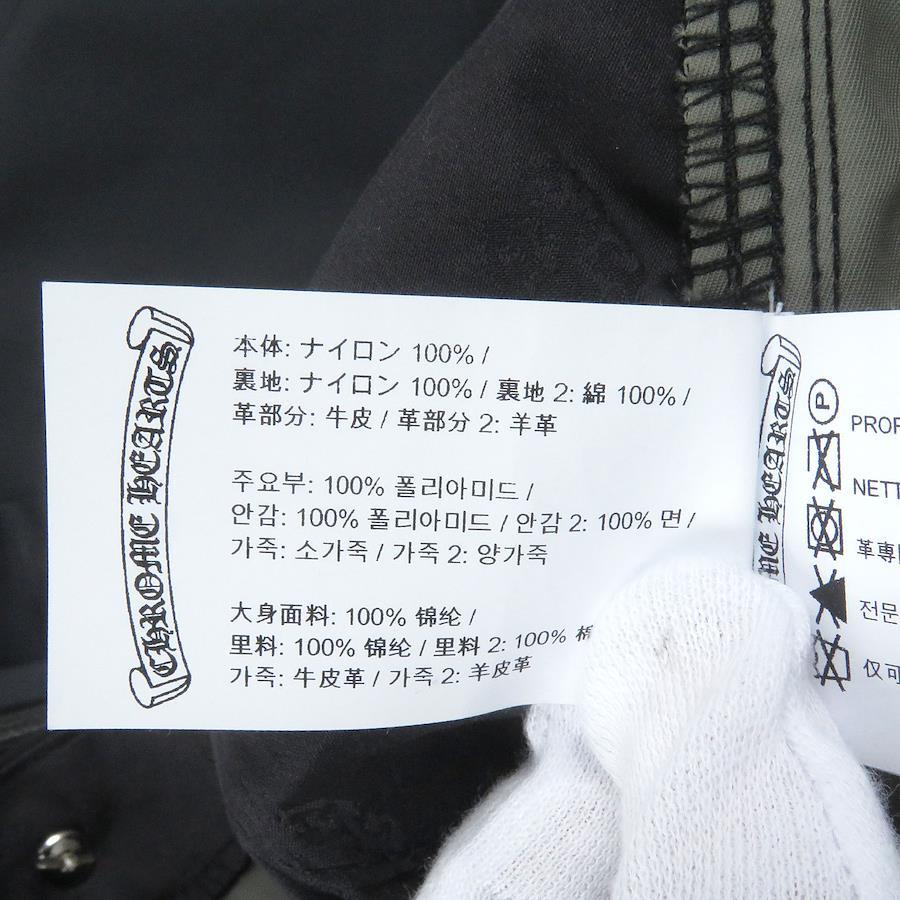 CHROME HEARTS
本体: ナイロン 100% /
裏地: ナイロン 100% / 裏地 2: 綿 100% /
革部分: 牛皮 / 革部分 2: 羊革
주요부: 100% 폴리아미드 /
안감: 100% 폴리아미드 / 안감 2: 100% 면 /
가죽: 소가죽 / 가죽 2: 양가죽
大身面料: 100% 锦纶 /
里料: 100% 锦纶 / 里料 2: 100%
가죽: 牛皮革 / 가죽 2: 羊皮革
HEARTS
P
PROF
NETT
革専
전문
仅可